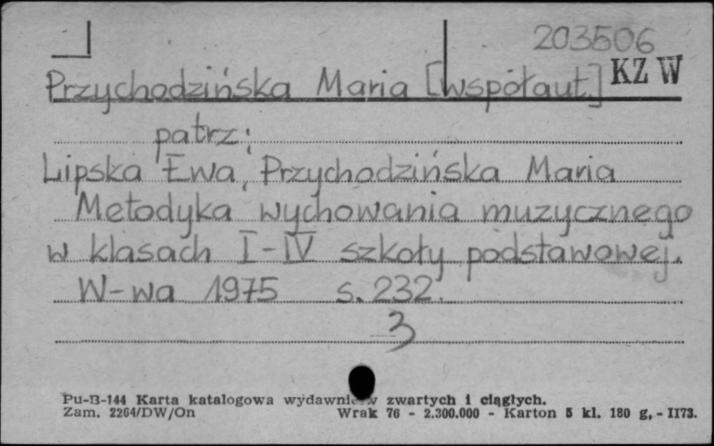 203506
Przychodzińska Maria [współaut.] KZ W
patrz:
Lipska Ewa, Przychodzińska Maria
Metodyka wychowania muzycznego
w klasach I-IV szkoły podstawowej.
W-wa 1975 s. 232.
3
Pu-B-144 Karta katalogowa wydawnictw zwartych i ciągłych.
Zam. 2264/DW/On Wrak 76 - 2.300.000 - Karton 5 kl. 180 g, - II73.